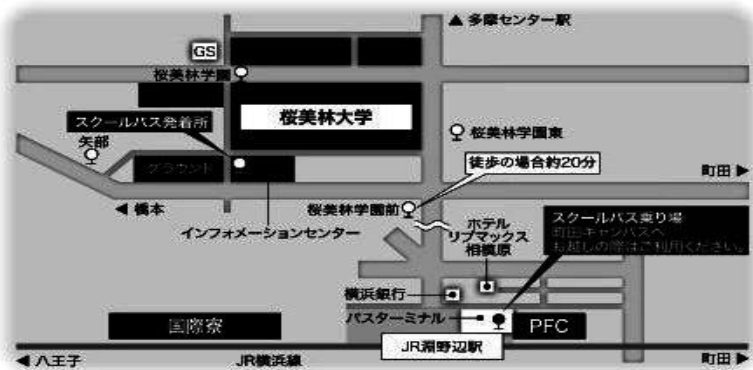 ▲多摩センター駅
GS
桜美林学園
桜美林大学
スクールバス発着所
矢部
桜美林学園東
グラウンド
徒歩の場合約20分
町田▶
◀橋本
桜美林学園前
インフォメーションセンター
ホテル
リブマックス
相模原
スクールバス乗り場
町田キャンパスへ
お越しの際はご利用ください。
横浜銀行
バスターミナル
国際寮
PFC
JR淵野辺駅
◀八王子
JR横浜線
町田▶